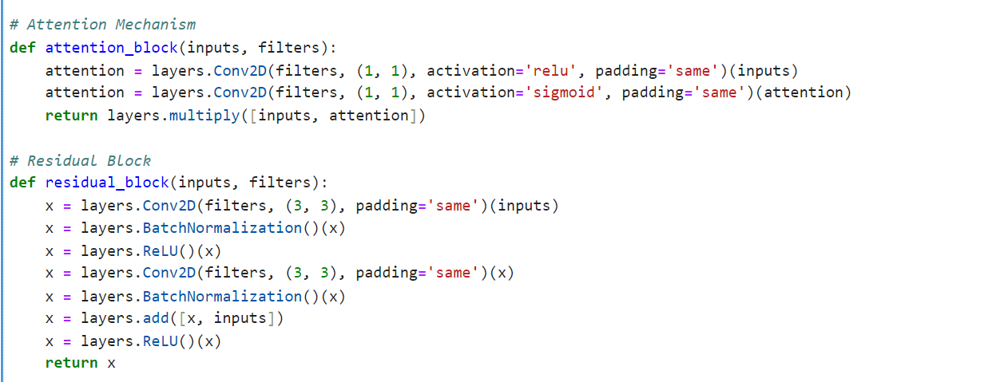 # Attention Mechanism
def attention_block(inputs, filters):
    attention = layers.Conv2D(filters, (1, 1), activation='relu', padding='same')(inputs)
    attention = layers.Conv2D(filters, (1, 1), activation='sigmoid', padding='same')(attention)
    return layers.multiply([inputs, attention])

# Residual Block
def residual_block(inputs, filters):
    x = layers.Conv2D(filters, (3, 3), padding='same')(inputs)
    x = layers.BatchNormalization()(x)
    x = layers.ReLU()(x)
    x = layers.Conv2D(filters, (3, 3), padding='same')(x)
    x = layers.BatchNormalization()(x)
    x = layers.add([x, inputs])
    x = layers.ReLU()(x)
    return x